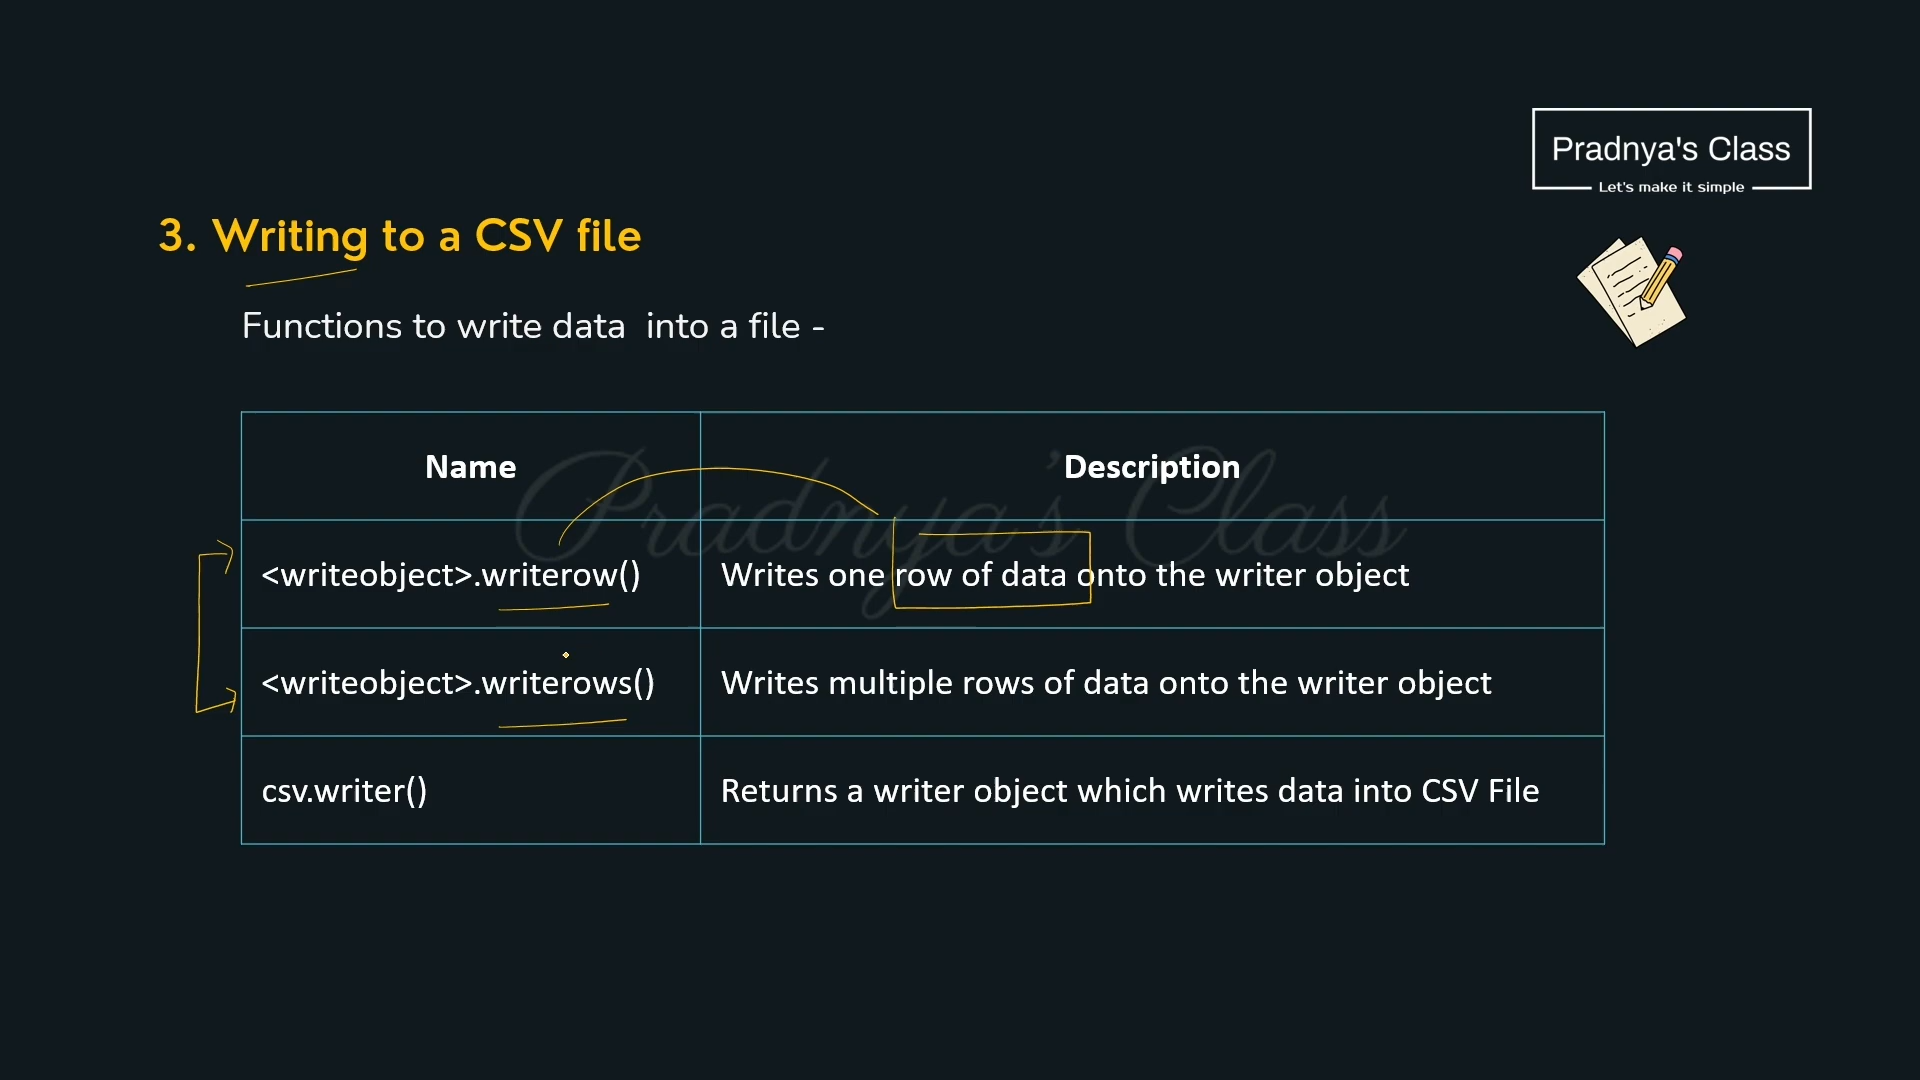 Pradnya's Class
Let's make it simple
3. Writing to a CSV file
Functions to write data into a file -
Name Description
<writeobject>.writerow() Writes one row of data onto the writer object
<writeobject>.writerows() Writes multiple rows of data onto the writer object
csv.writer() Returns a writer object which writes data into CSV File
Pradnya's Class